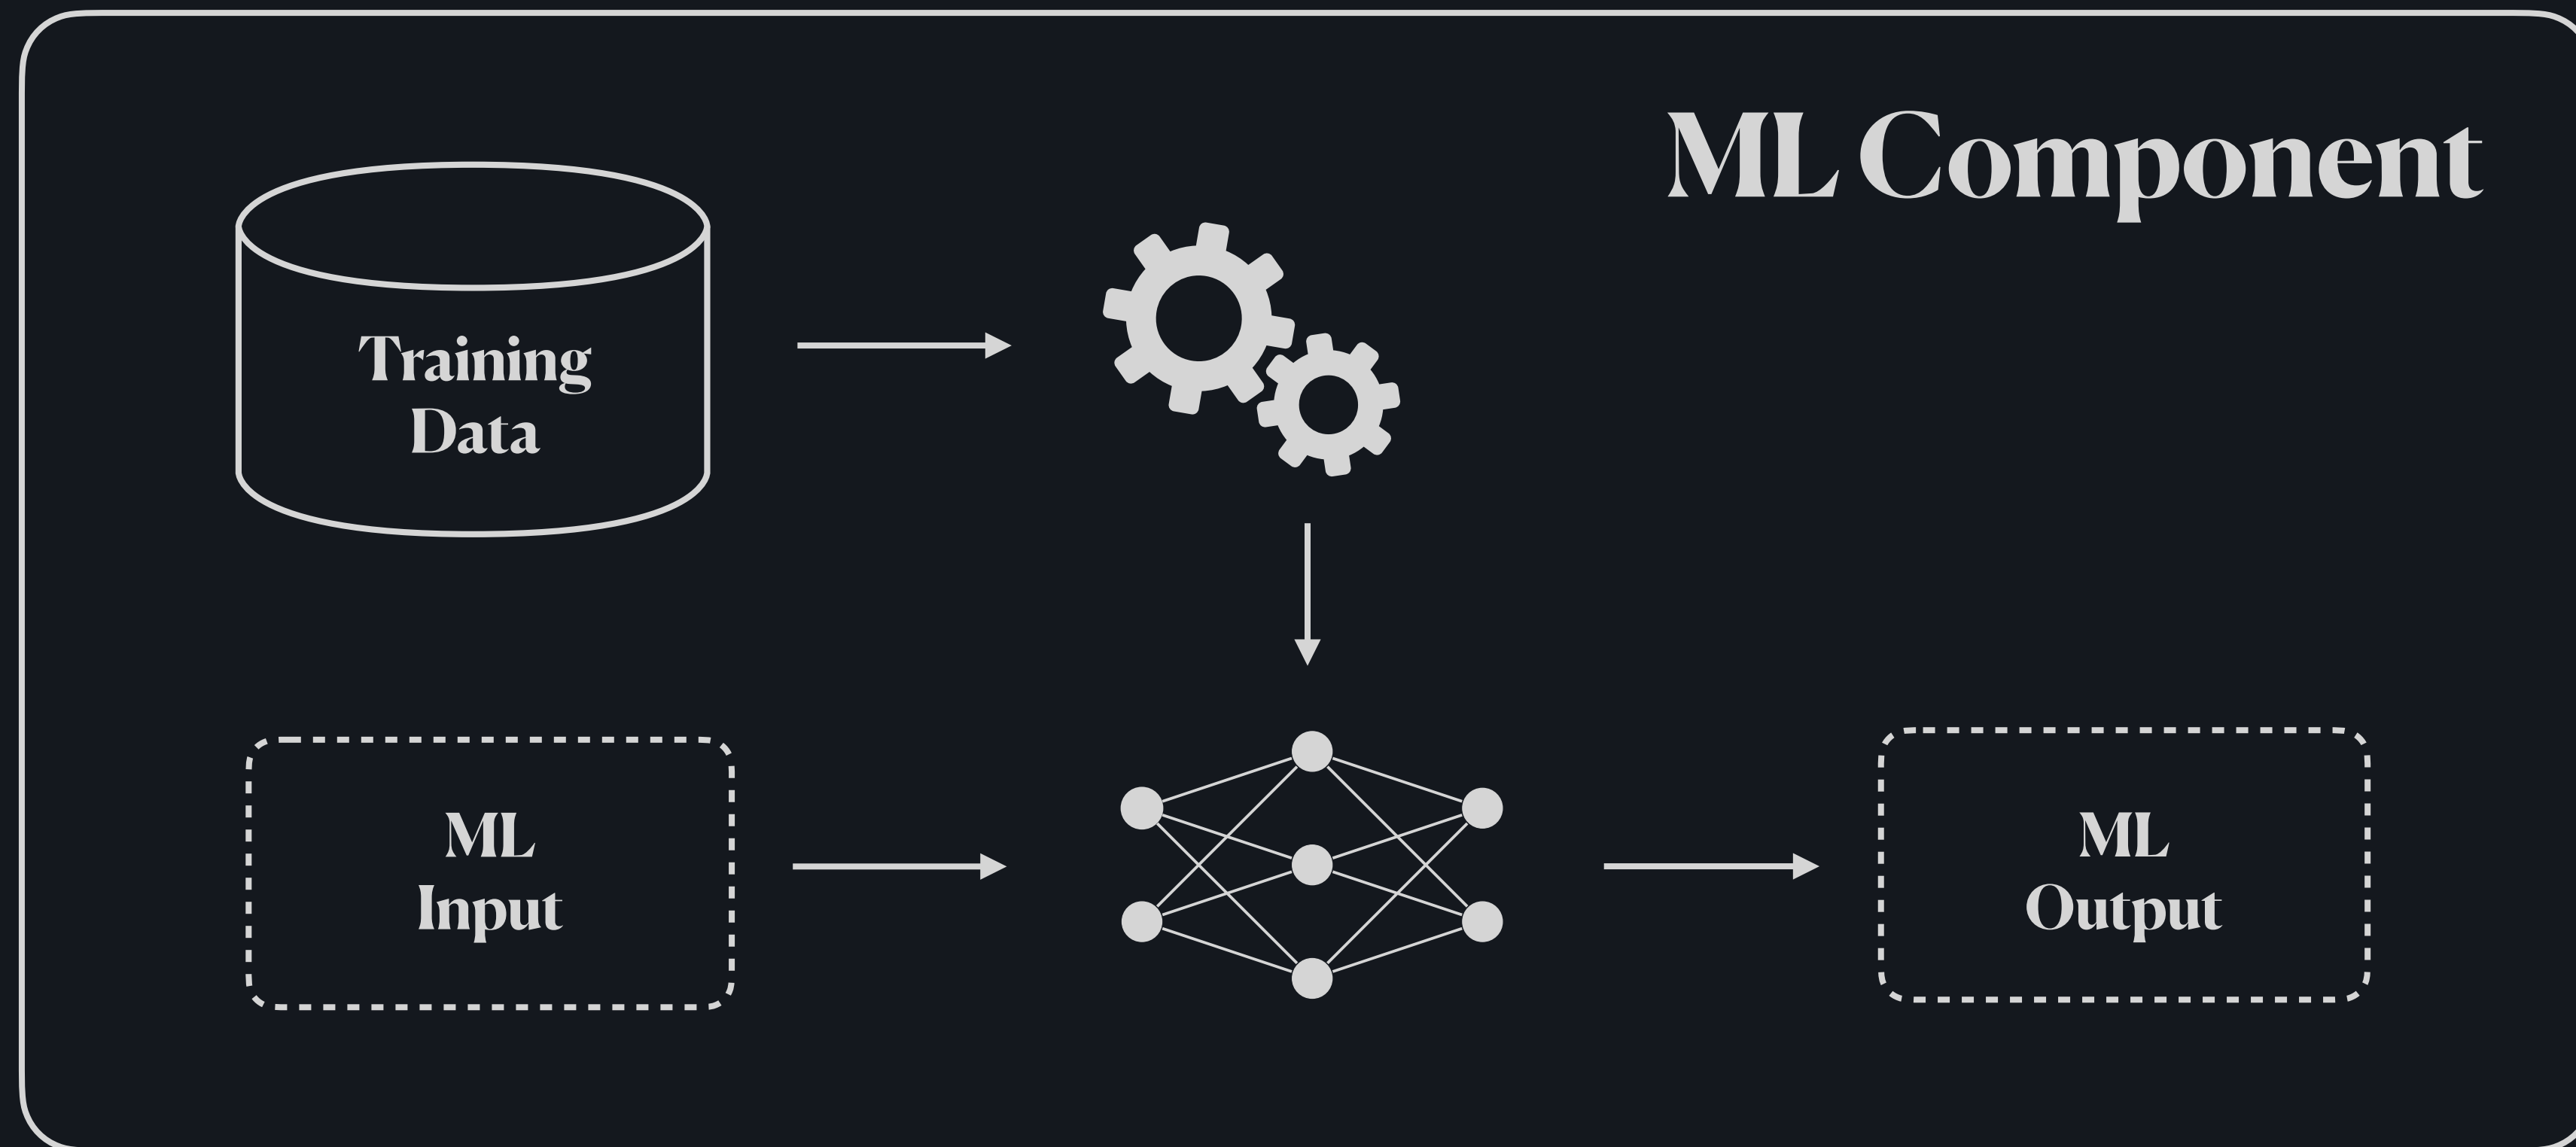 ML Component
Training
Data
ML
Input
ML
Output